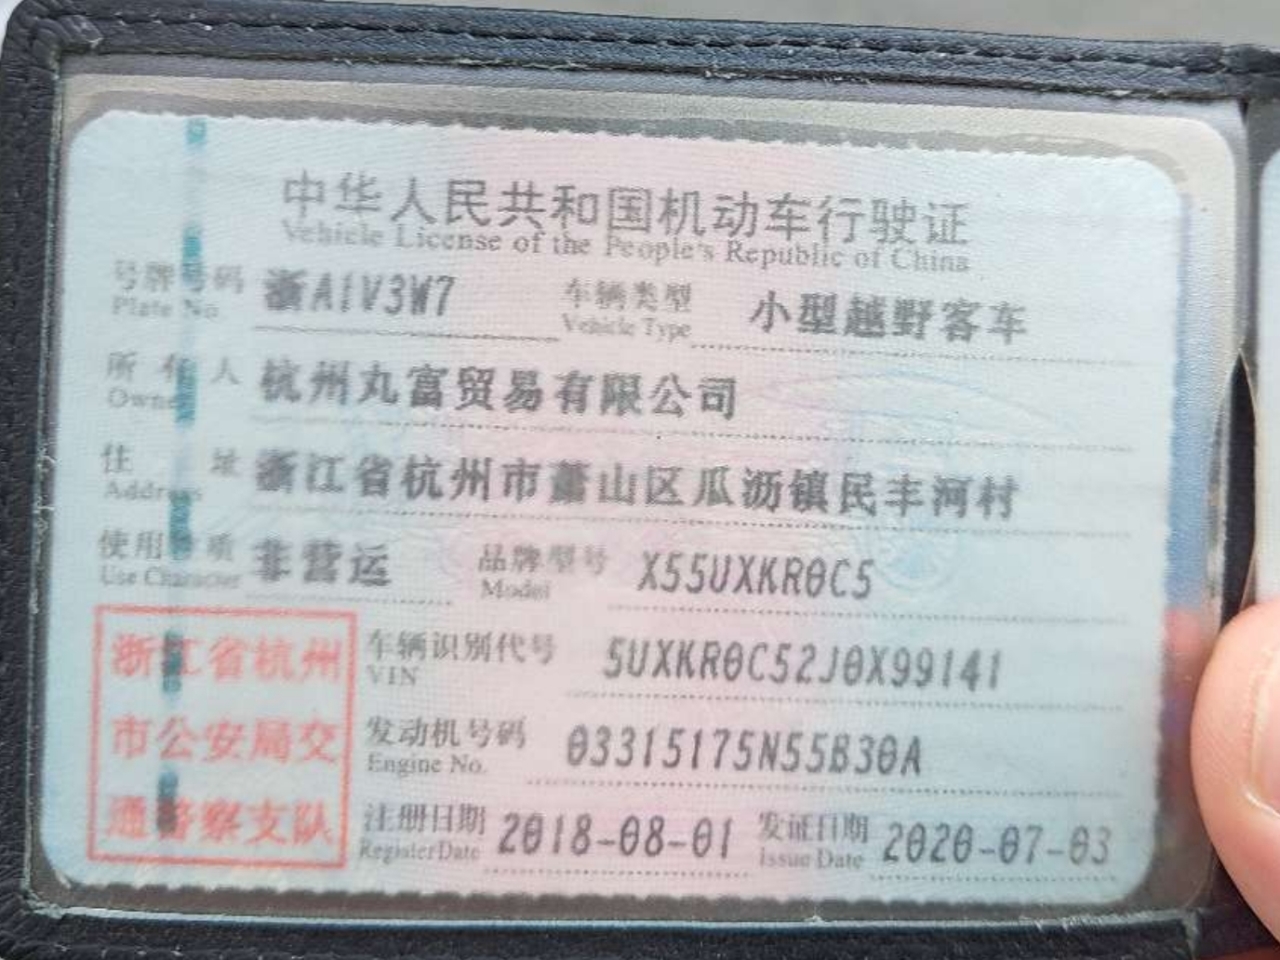 中华人民共和国机动车行驶证
Vehicle License of the People's Republic of China
号牌号码 浙A1V3W7 车辆类型 小型越野客车
Plate No. Vehicle Type
所有人 杭州丸富贸易有限公司
Owner
住址 浙江省杭州市萧山区瓜沥镇民丰河村
Address
使用性质 非营运 品牌型号 X55UXKR0C5
Use Character Model
浙江省杭州
市公安局交
通警察支队
车辆识别代号 5UXKR0C52J0X99141
VIN
发动机号码 03315175N55B30A
Engine No.
注册日期 2018-08-01 发证日期 2020-07-03
Register Date Issue Date